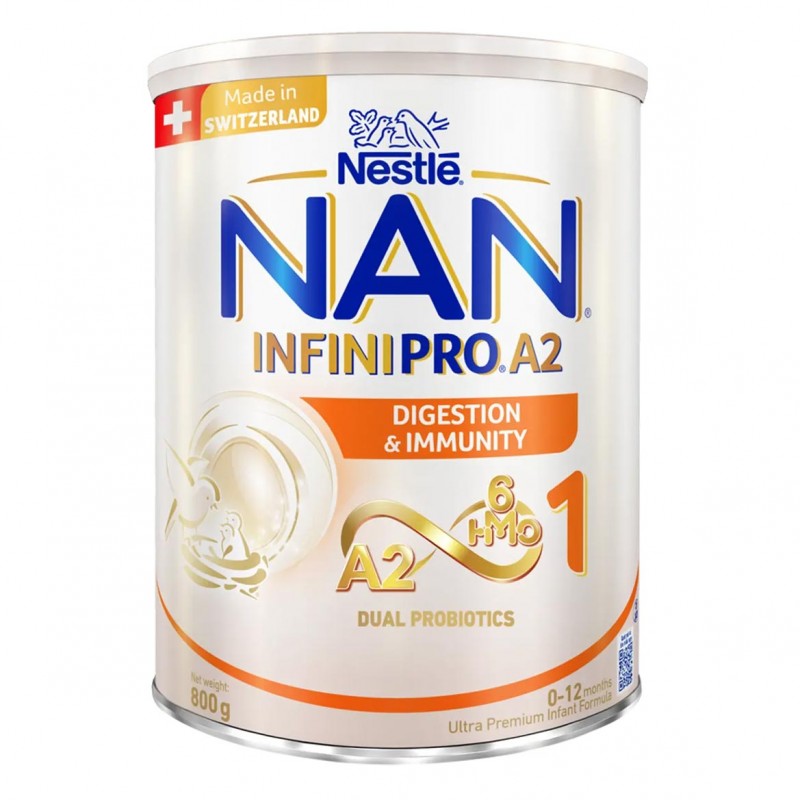 Made in
SWITZERLAND
Nestlé
NAN
INFINIPRO A2
DIGESTION
& IMMUNITY
6
HMO
1
A2
DUAL PROBIOTICS
Net weight:
800g
0-12 months
Ultra Premium Infant Formula